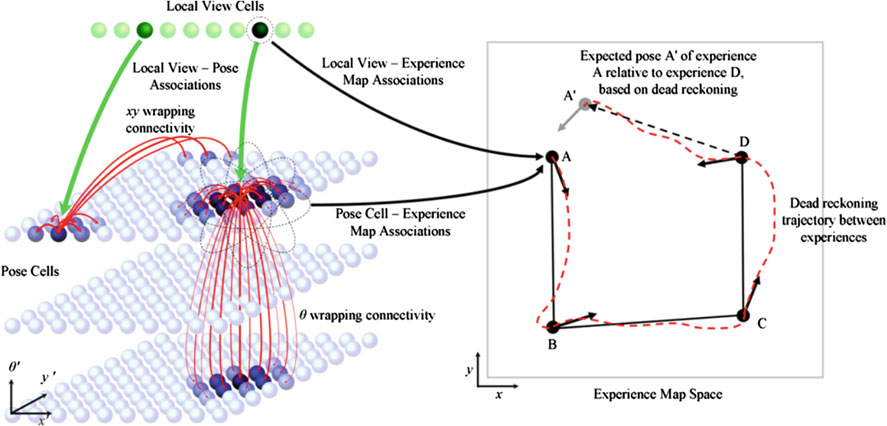 Local View Cells
Local View – Pose
Associations
Local View – Experience
Map Associations
xy wrapping
connectivity
Pose Cell – Experience
Map Associations
Pose Cells
θ wrapping connectivity
θ'
y'
x'
Expected pose A' of experience
A relative to experience D,
based on dead reckoning
A'
A
D
Dead reckoning
trajectory between
experiences
B
C
y
x
Experience Map Space